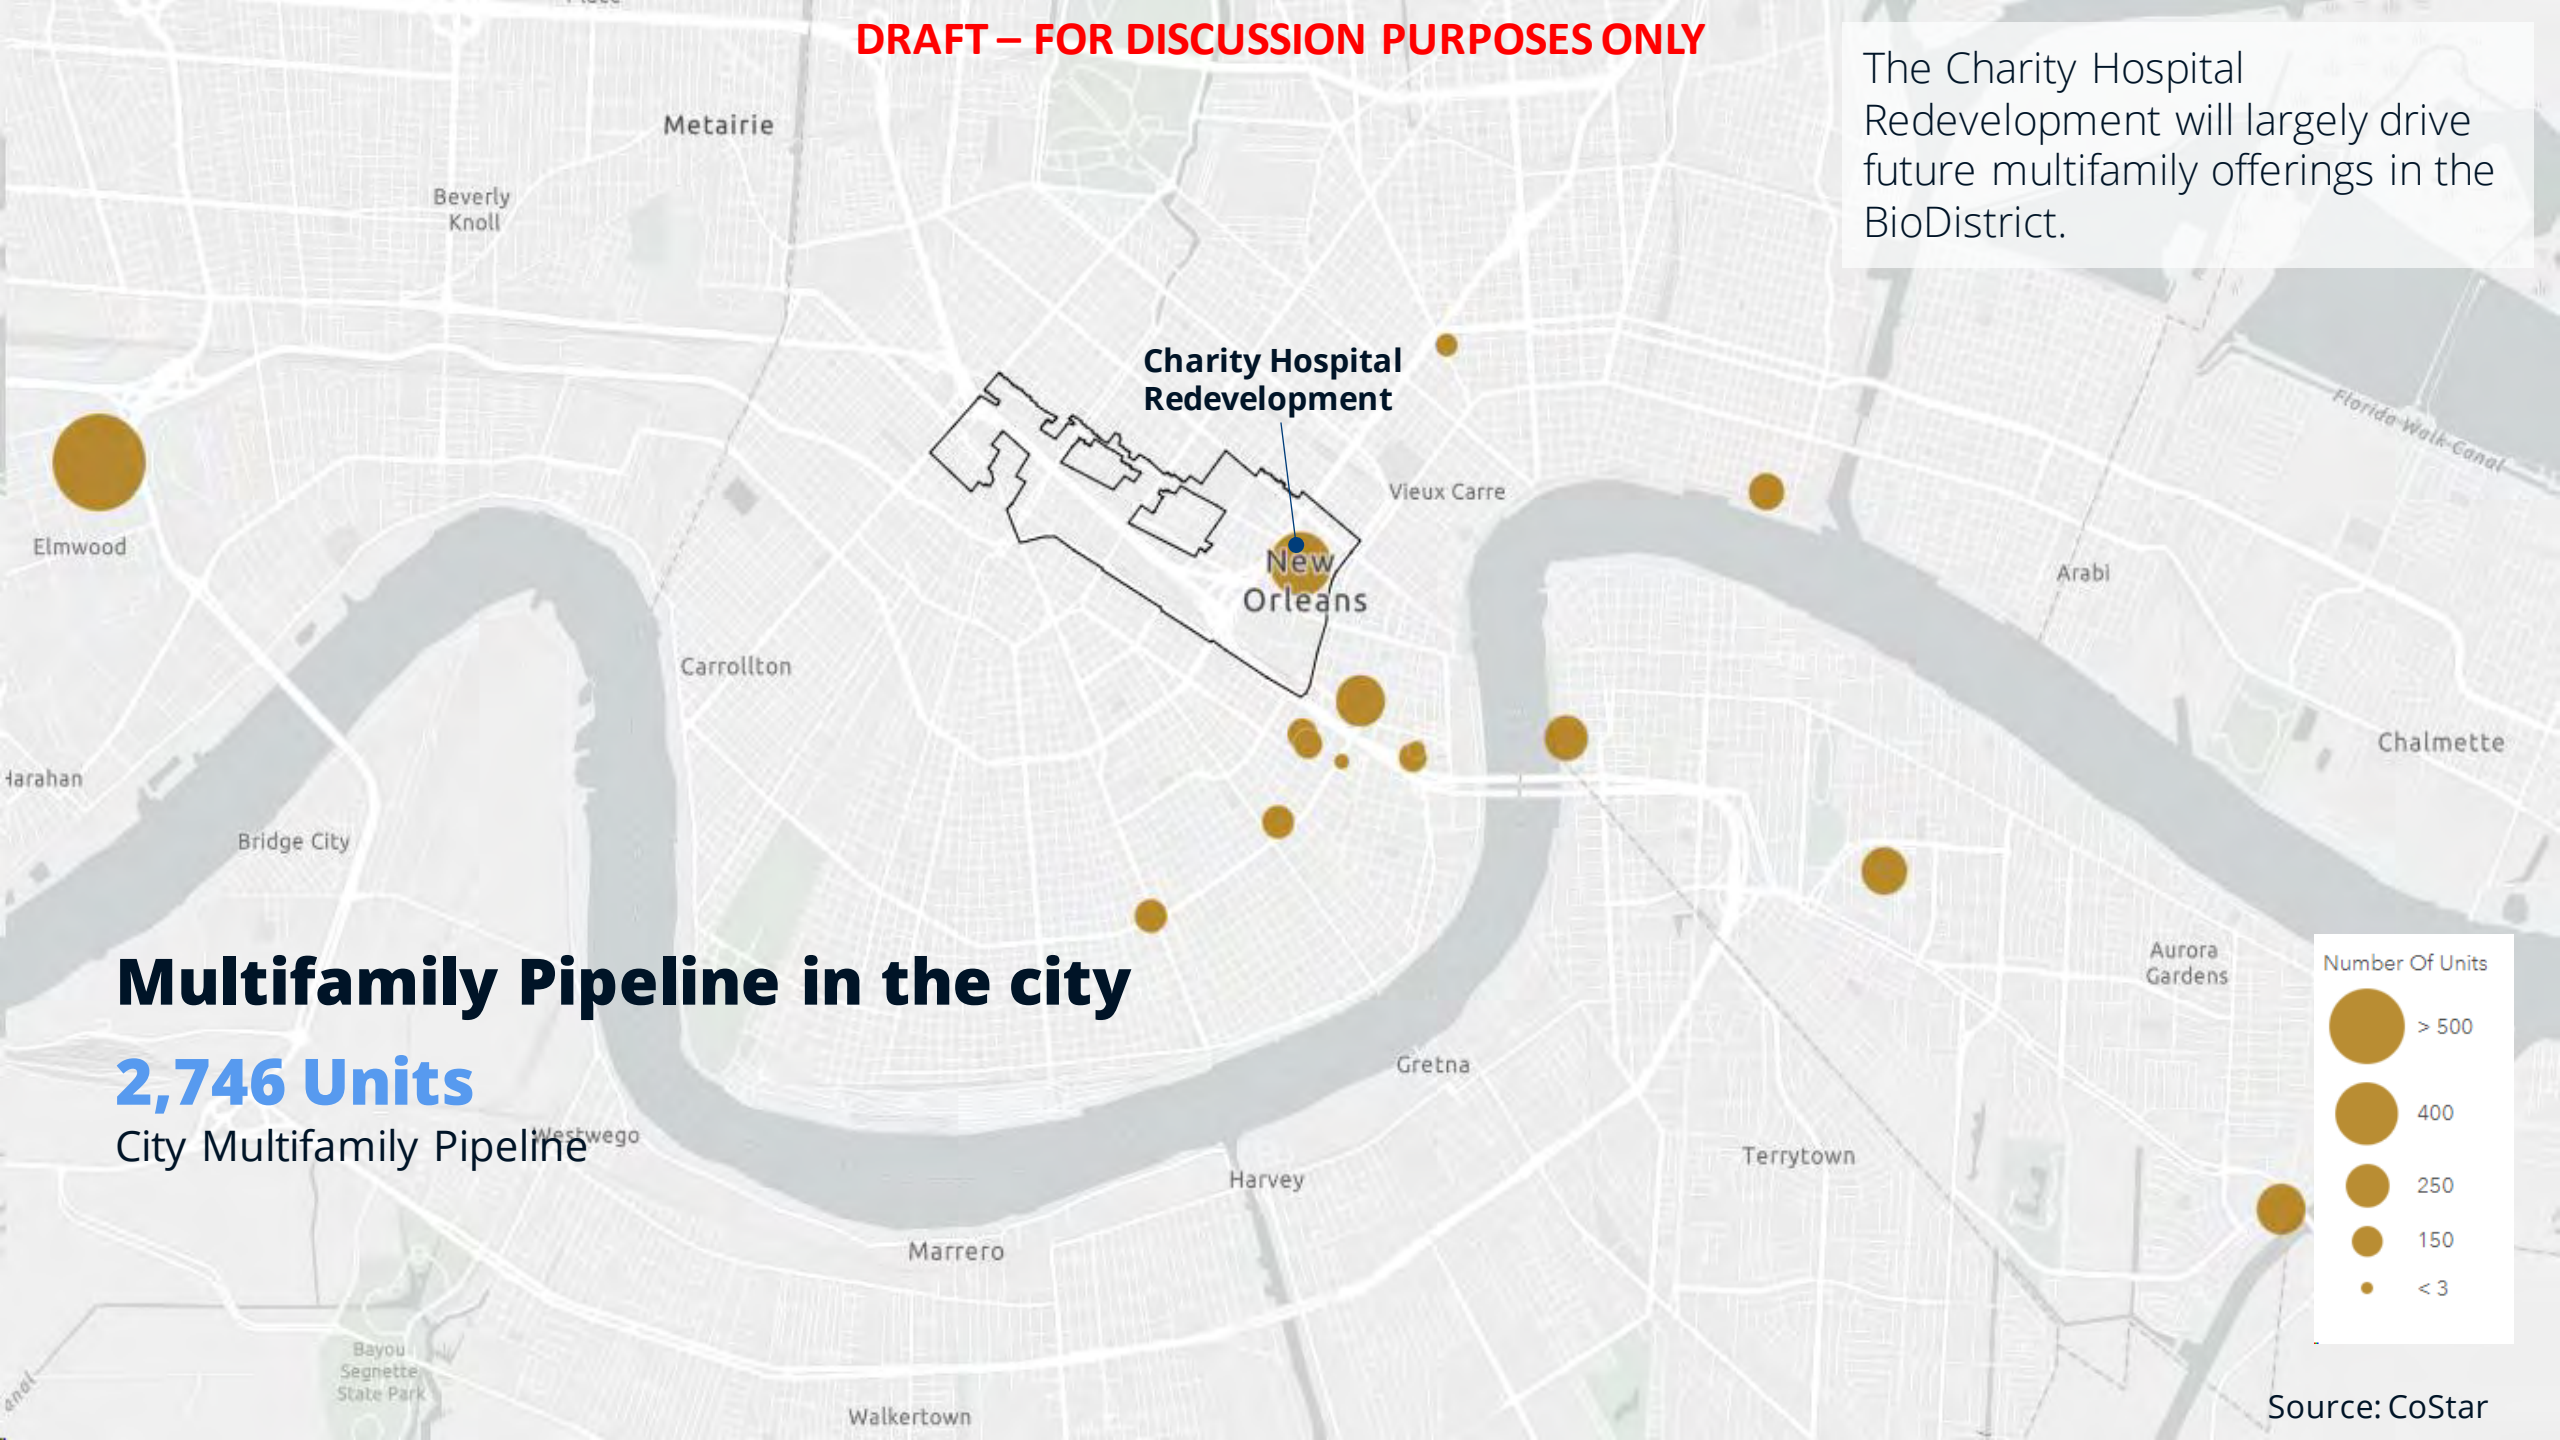 DRAFT – FOR DISCUSSION PURPOSES ONLY
The Charity Hospital
Redevelopment will largely drive
future multifamily offerings in the
BioDistrict.
Metairie
Beverly
Knoll
Charity Hospital
Redevelopment
Vieux Carre
Florida Walk Canal
Elmwood
New
Orleans
Arabi
Carrollton
Chalmette
Harahan
Bridge City
Multifamily Pipeline in the city
2,746 Units
City Multifamily Pipeline
Westwego
Aurora
Gardens
Gretna
Terrytown
Harvey
Marrero
Bayou
Segnette
State Park
Walkertown
Number Of Units
> 500
400
250
150
< 3
Source: CoStar